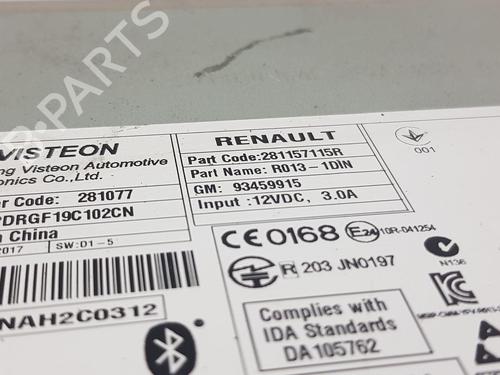 B-PARTS
VISTEON
ng Visteon Automotive
onics Co.,Ltd.
er Code: 281077
PDRGF19C102CN
n China
2017 SW:01-5
NAH2C0312
RENAULT
Part Code:281157115R
Part Name: R013-1DIN
GM: 93459915
Input :12VDC, 3.0A
001
CE0168 E24 10R-041254
R 203 JN0197
N136
Complies with
IDA Standards
DA105762